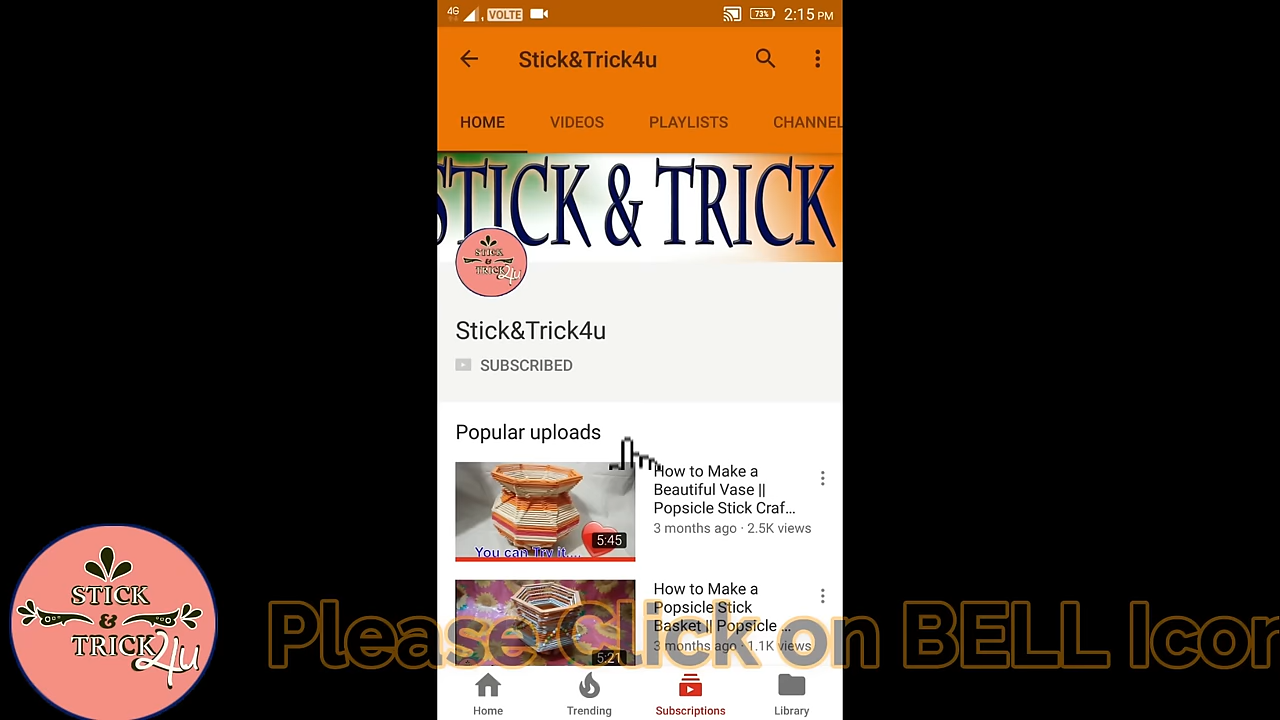 4G VOLTE 73% 2:15 PM
Stick&Trick4u
HOME VIDEOS PLAYLISTS CHANNEL
STICK & TRICK
STICK
TRICK
4u
Stick&Trick4u
SUBSCRIBED
Popular uploads
How to Make a
Beautiful Vase ||
Popsicle Stick Craf...
3 months ago · 2.5K views
You can Try it....
5:45
How to Make a
Popsicle Stick
Basket || Popsicle ...
3 months ago · 1.1K views
5:21
STICK
&
TRICK
4u
Please Click on BELL Icon
Home Trending Subscriptions Library